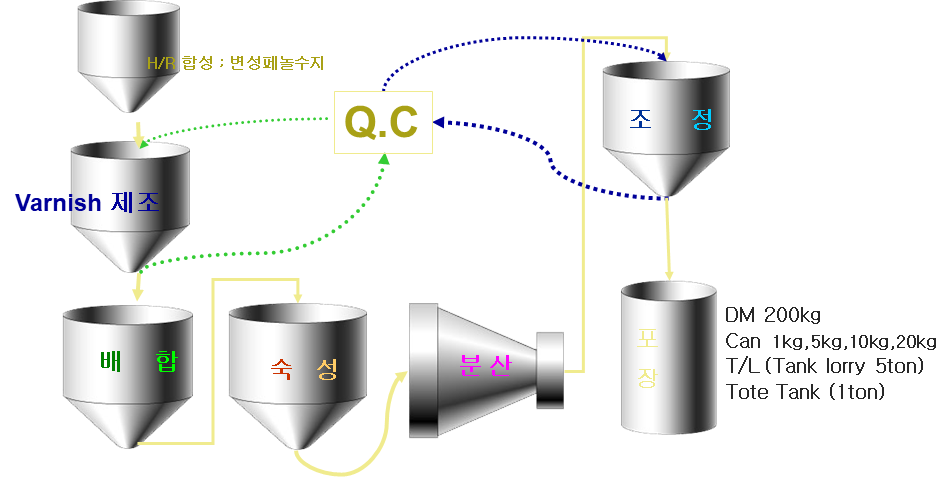 H/R 합성 ; 변성페놀수지
Q.C
조 정
Varnish 제조
배 합
숙 성
분산
포
장
DM 200kg
Can 1kg,5kg,10kg,20kg
T/L (Tank lorry 5ton)
Tote Tank (1ton)